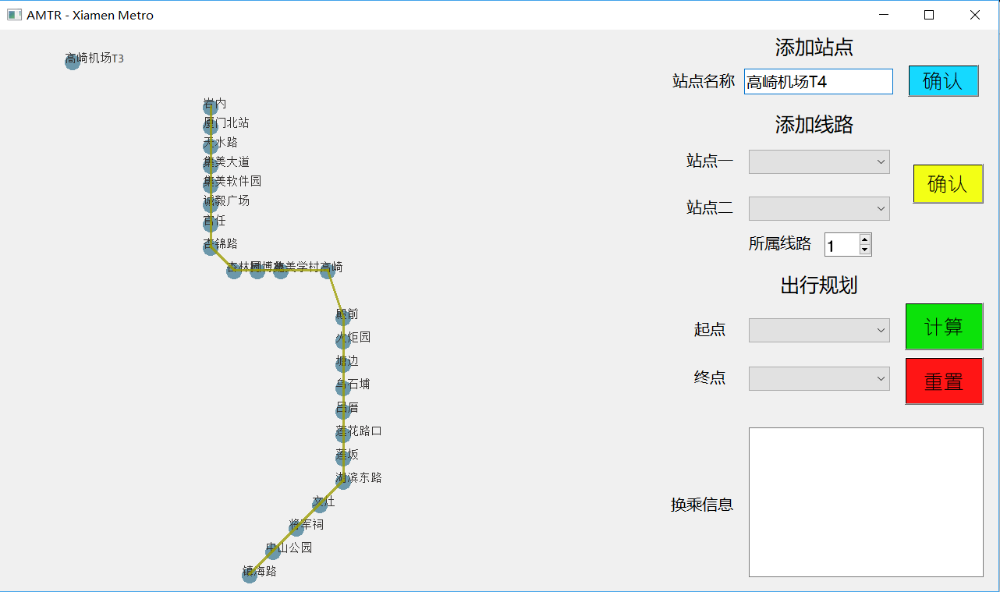 AMTR - Xiamen Metro
高崎机场T3
岩内
厦门北站
天水路
集美大道
集美软件园
诚毅广场
官任
杏锦路
杏林村
园博苑
集美学村
高崎
殿前
火炬园
塘边
乌石埔
吕厝
莲花路口
莲坂
湖滨东路
文灶
将军祠
中山公园
镇海路
添加站点
站点名称
高崎机场T4
确认
添加线路
站点一
站点二
确认
所属线路
1
出行规划
起点
计算
终点
重置
换乘信息